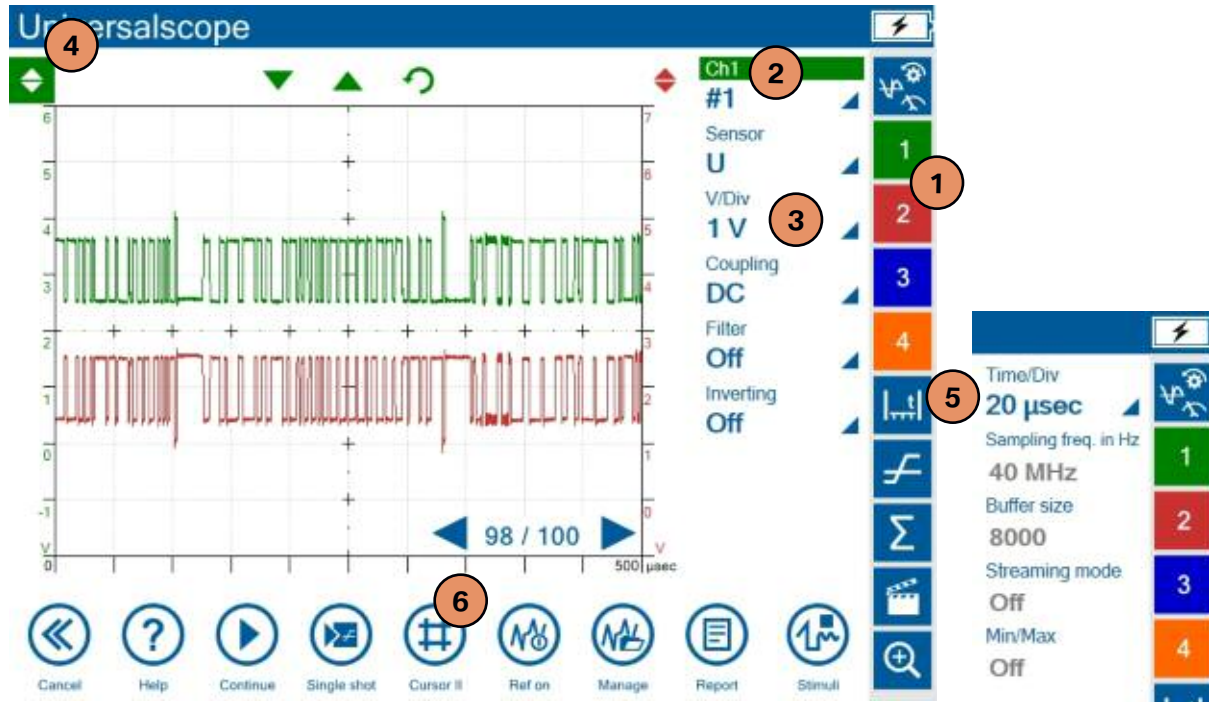 Universalscope
4
2
1
3
5
6
Ch1
#1
Sensor
U
V/Div
1 V
Coupling
DC
Filter
Off
Inverting
Off
1
2
3
4
t
Σ
6
5
4
3
2
1
0
-1
V
7
6
5
4
3
2
1
0
V
98 / 100
0
500 µsec
Cancel
Help
Continue
Single shot
Cursor II
Ref on
Manage
Report
Stimuli
Time/Div
20 µsec
Sampling freq. in Hz
40 MHz
Buffer size
8000
Streaming mode
Off
Min/Max
Off
1
2
3
4